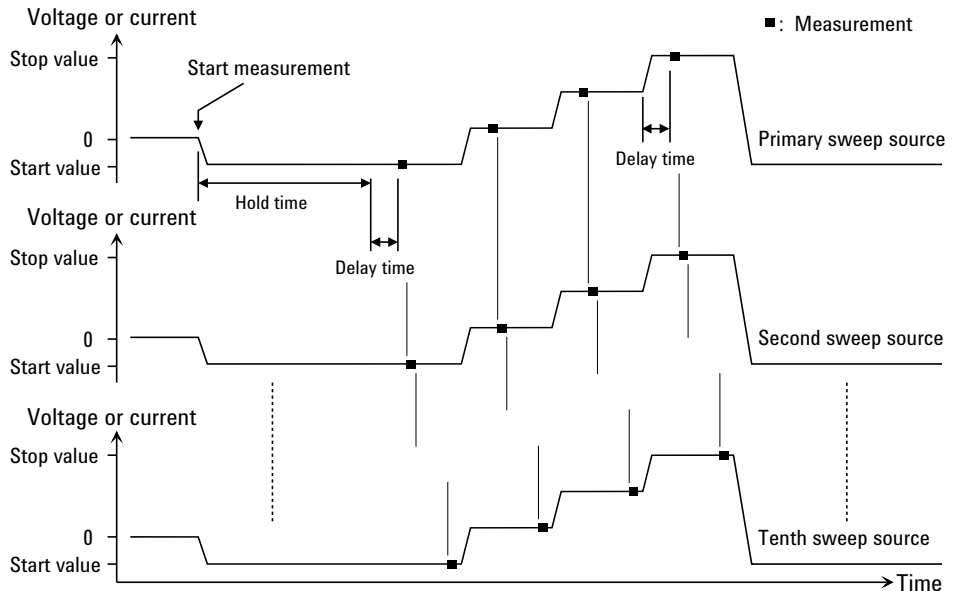 Voltage or current
■: Measurement
Stop value
Start measurement
0
Primary sweep source
Start value
Delay time
Hold time
Voltage or current
Stop value
Delay time
0
Second sweep source
Start value
Voltage or current
Stop value
0
Tenth sweep source
Start value
Time